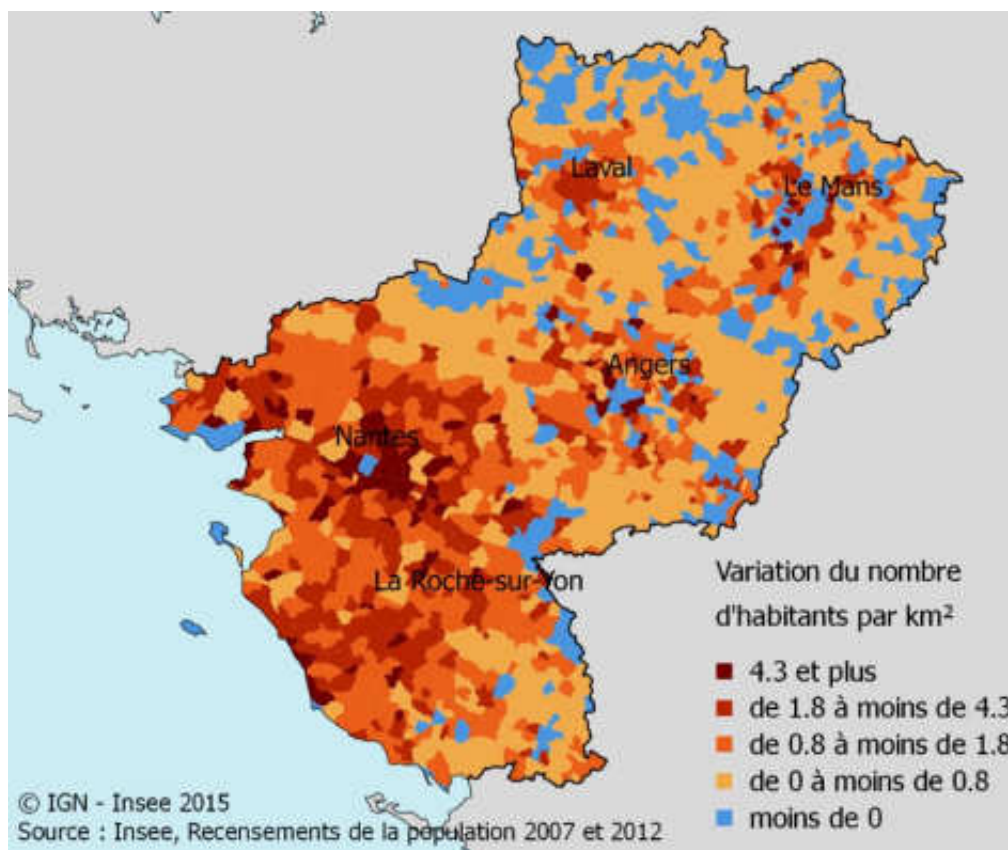 Laval
Le Mans
Angers
Nantes
La Roche-sur-Yon
Variation du nombre
d'habitants par km²
4.3 et plus
de 1.8 à moins de 4.3
de 0.8 à moins de 1.8
de 0 à moins de 0.8
moins de 0
© IGN - Insee 2015
Source : Insee, Recensements de la population 2007 et 2012